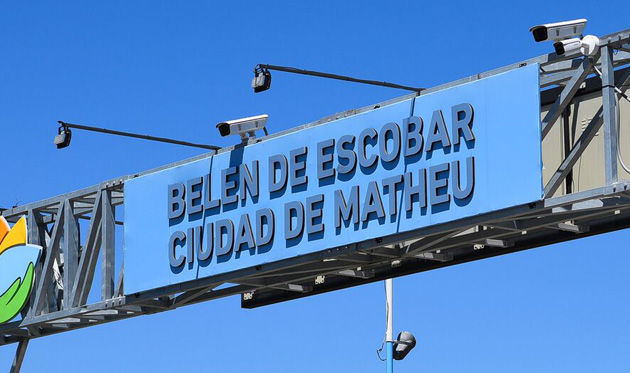 BELEN DE ESCOBAR
CIUDAD DE MATHEU